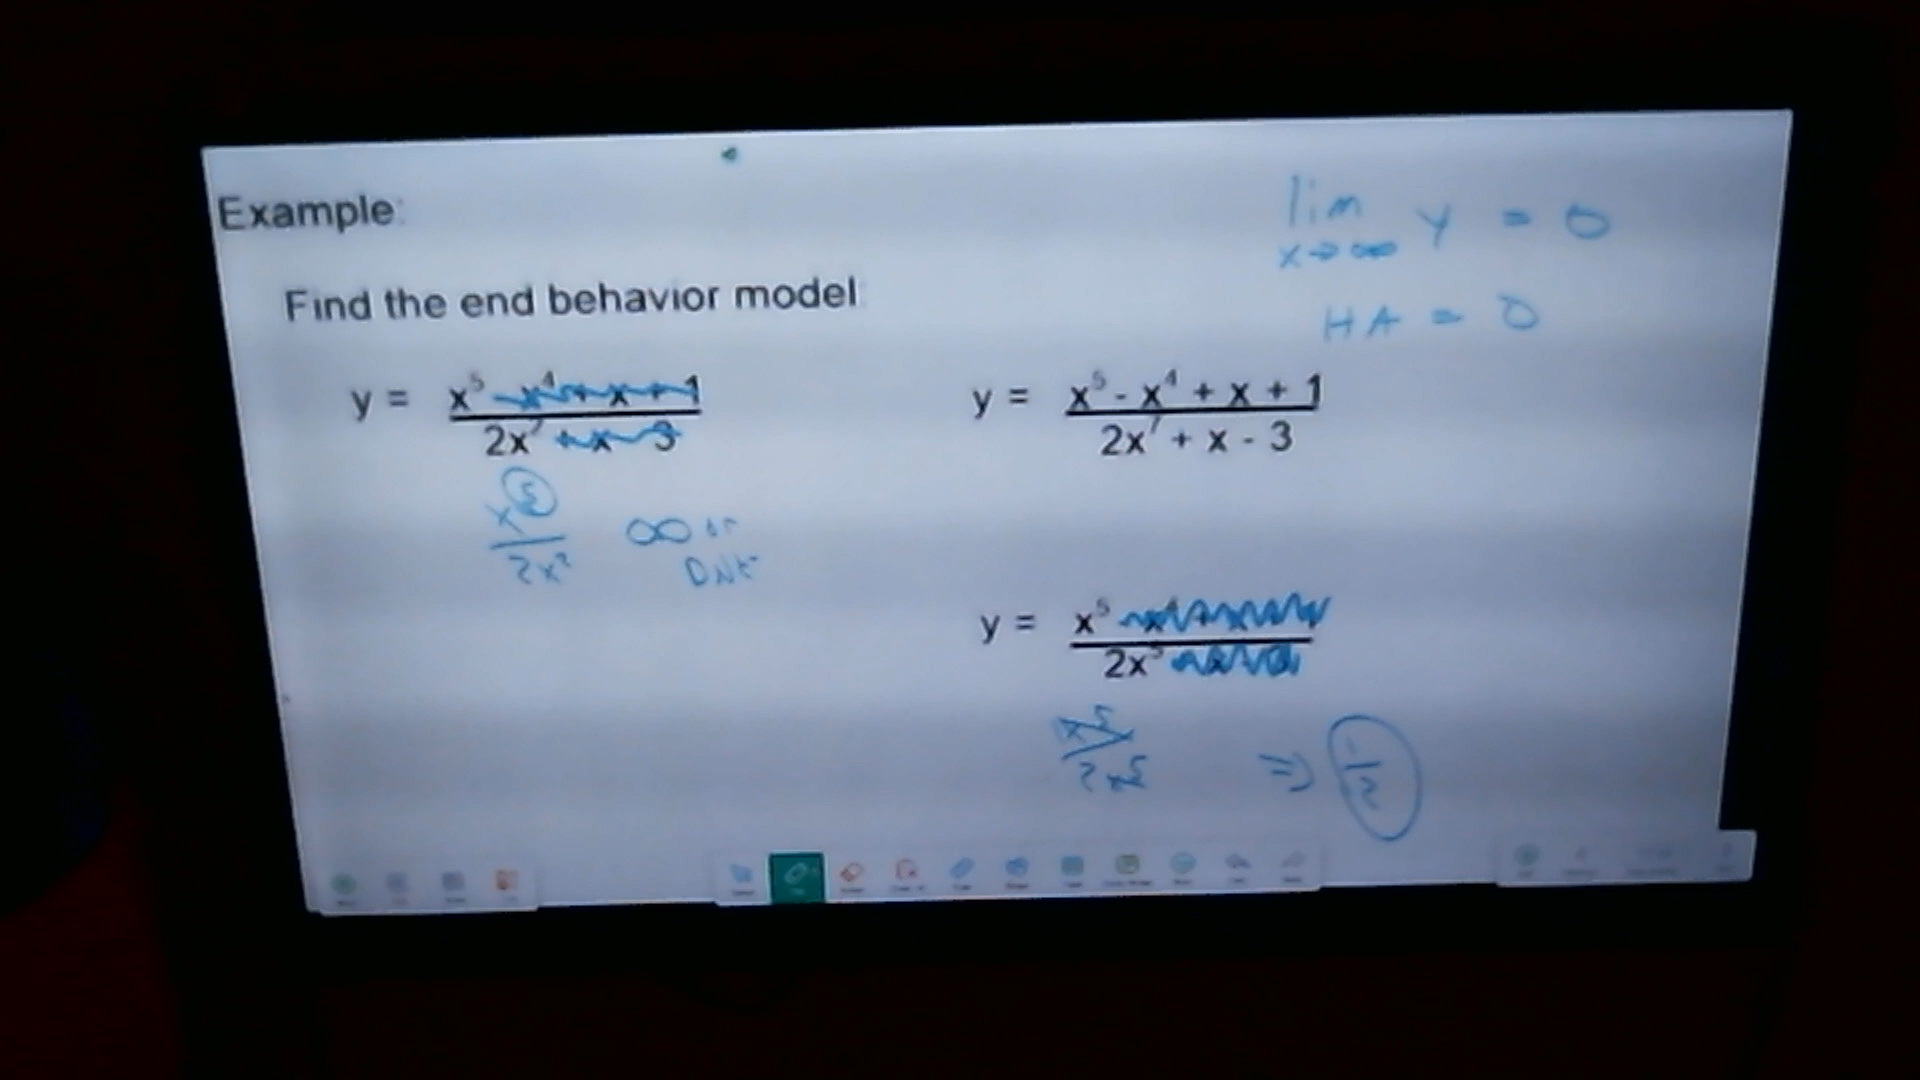 Example:
Find the end behavior model
lim y = 0
x→∞
HA = 0
y = x⁵ - x⁴ + x + 1
2x² + x - 3
x⁵
2x²
∞ or
DNE
y = x⁵ - x⁴ + x + 1
2x⁷ + x - 3
y = x⁵
2x⁵
x⁵
2x⁵
⇒ 1/2